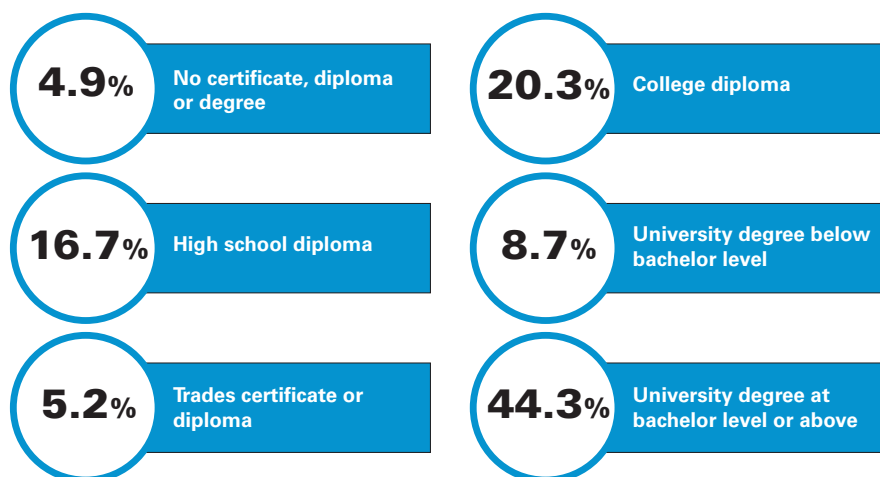 4.9%
No certificate, diploma
or degree
16.7%
High school diploma
5.2%
Trades certificate or
diploma
20.3%
College diploma
8.7%
University degree below
bachelor level
44.3%
University degree at
bachelor level or above